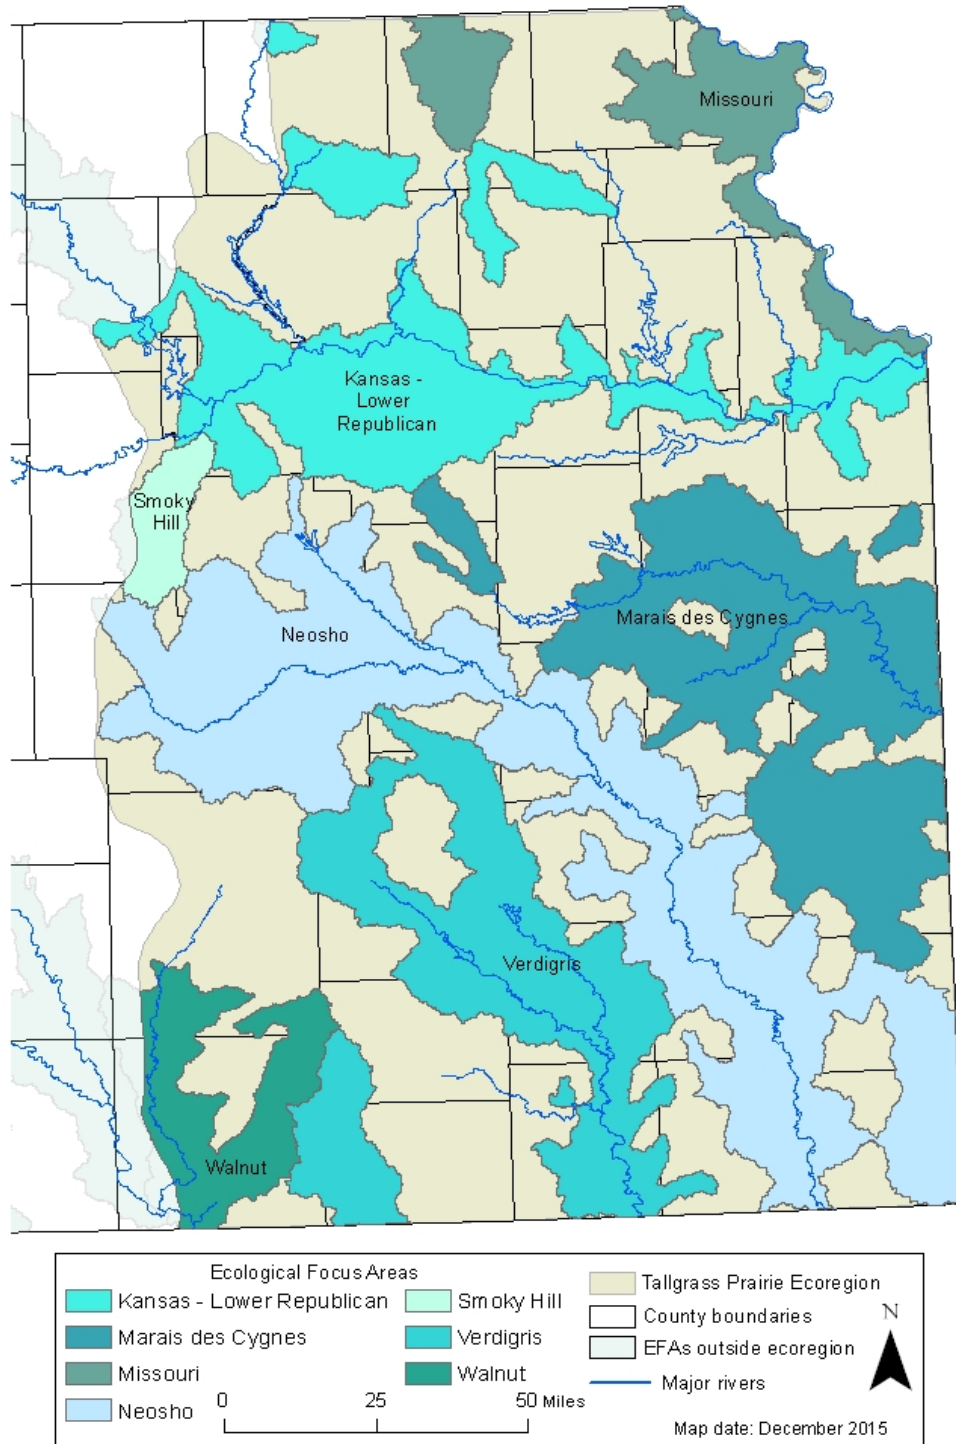 Missouri
Kansas -
Lower
Republican
Smoky
Hill
Neosho
Marais des Cygnes
Verdigris
Walnut
Ecological Focus Areas
Kansas - Lower Republican
Marais des Cygnes
Missouri
Neosho
Smoky Hill
Verdigris
Walnut
Tallgrass Prairie Ecoregion
County boundaries
EFAs outside ecoregion
Major rivers
N
0 25 50 Miles
Map date: December 2015